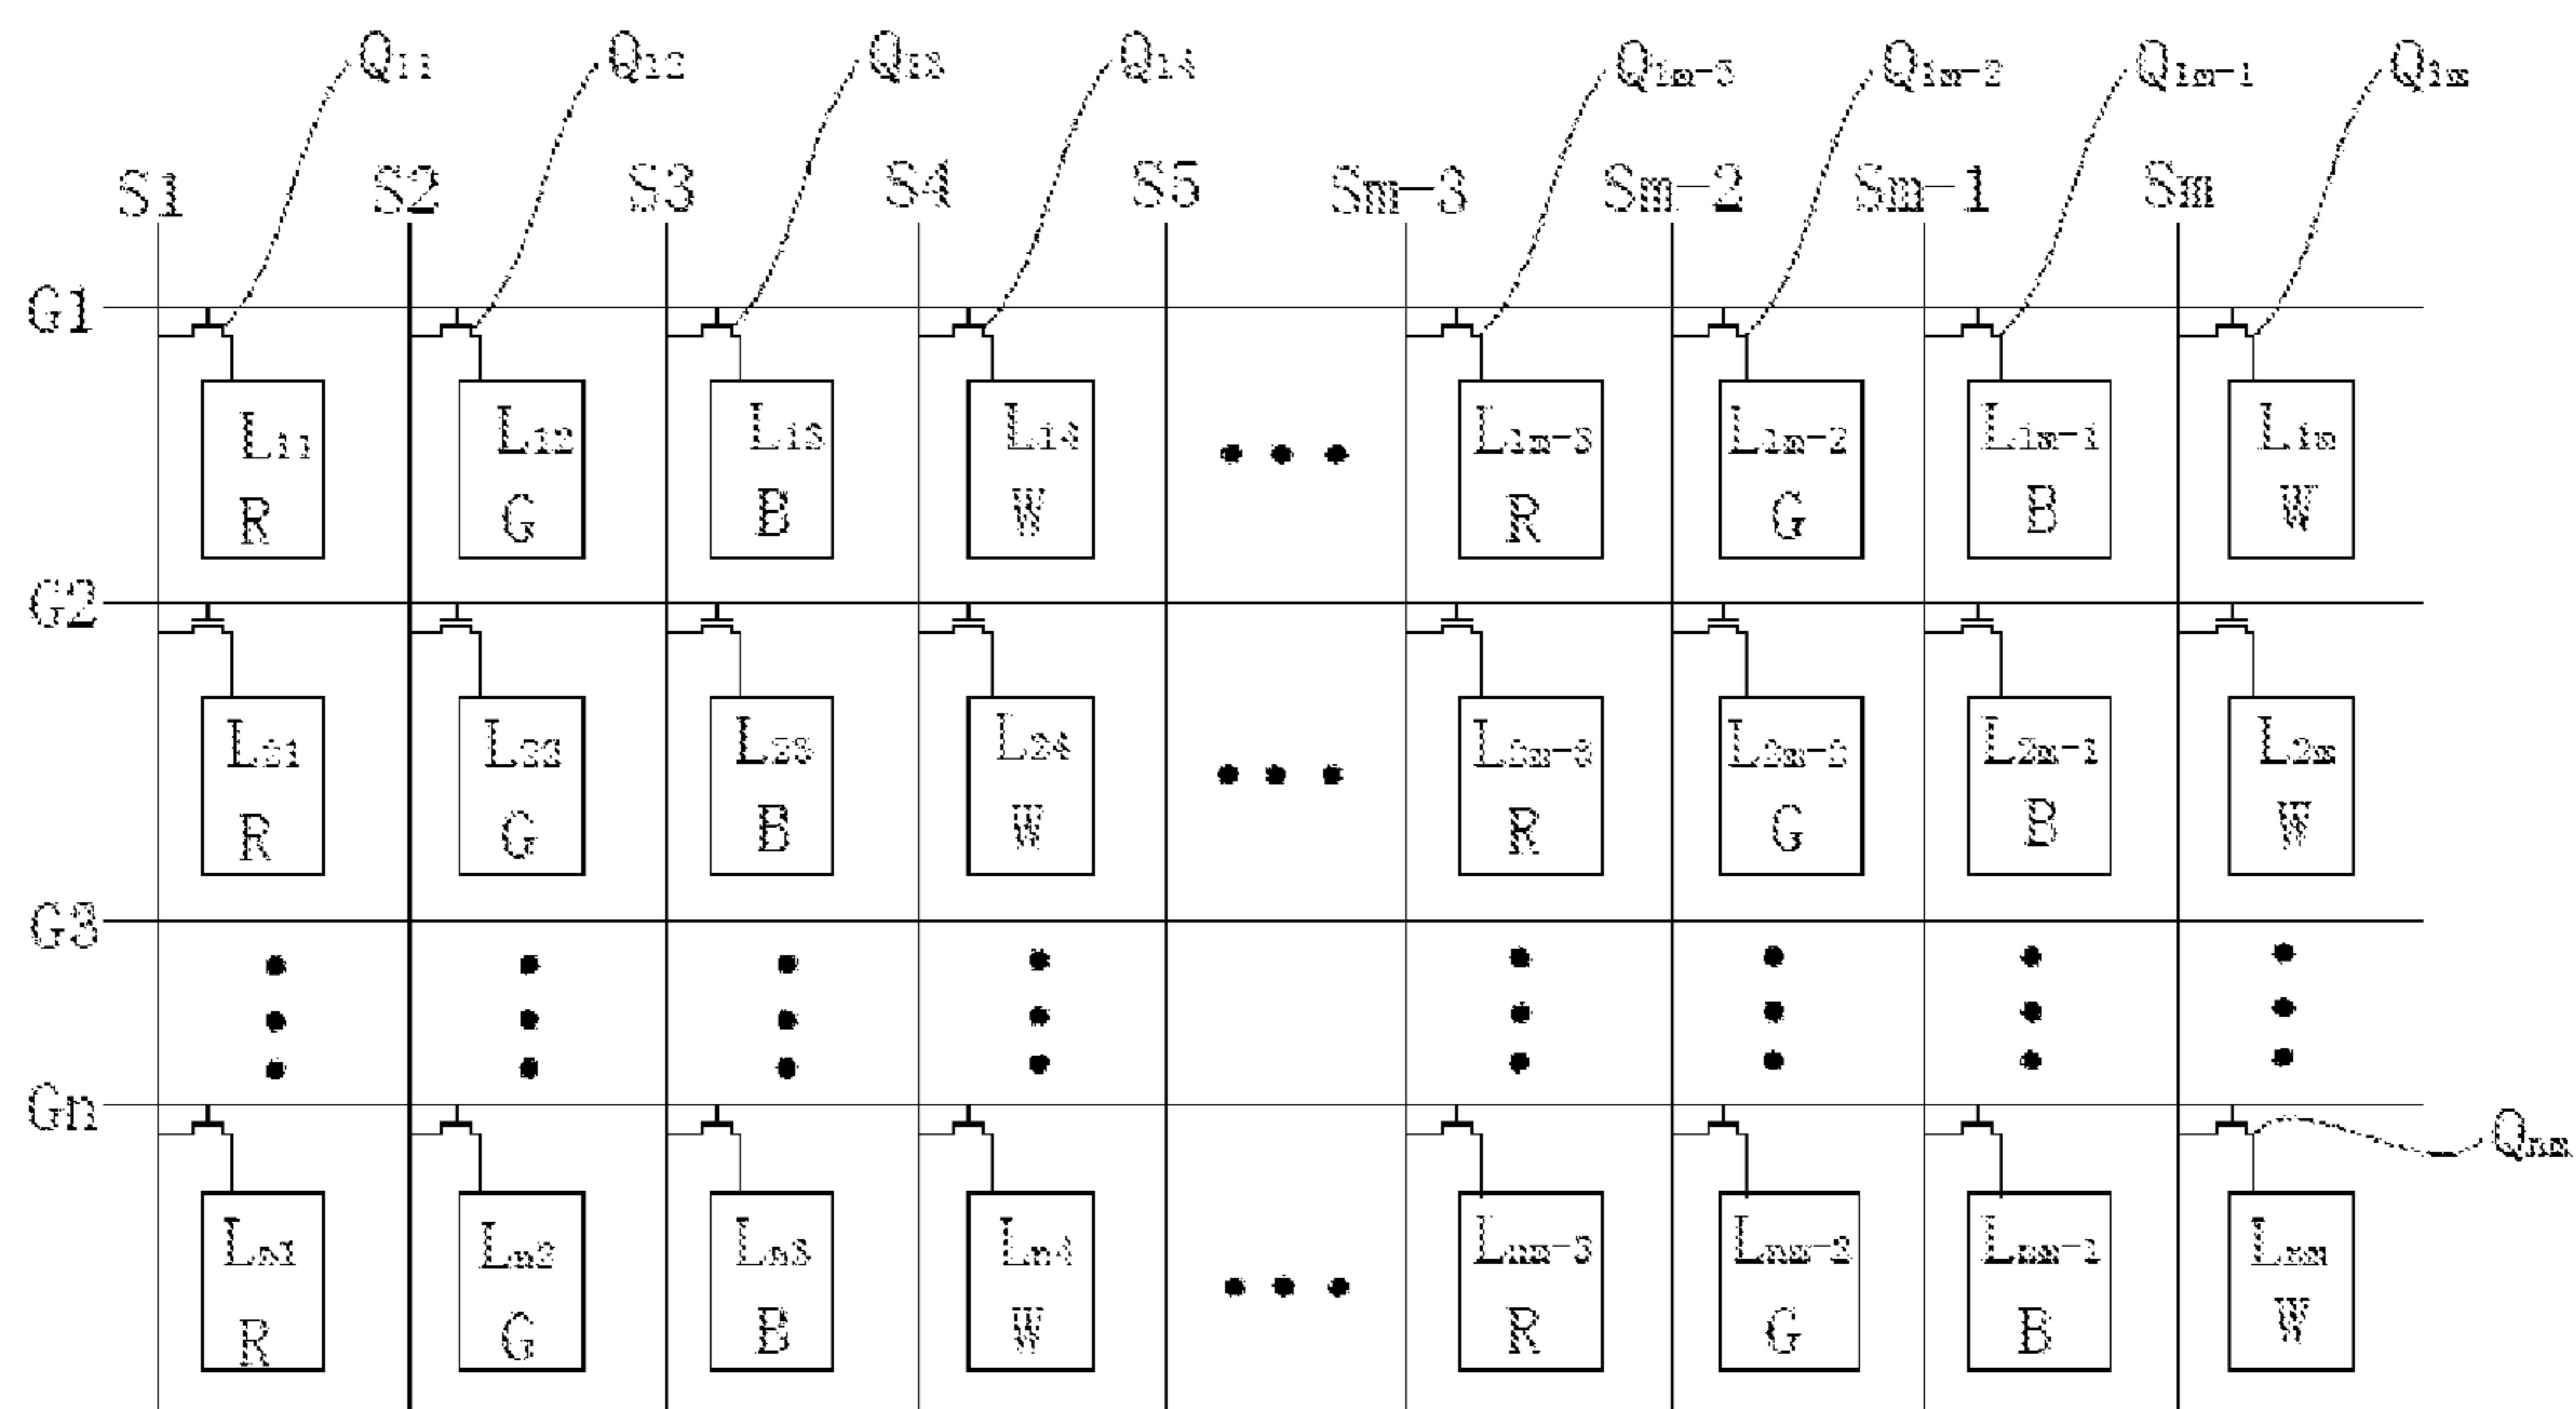 Q11 Q12 Q13 Q14 Q1m-3 Q1m-2 Q1m-1 Q1m
S1 S2 S3 S4 S5 Sm-3 Sm-2 Sm-1 Sm
G1
L11 L12 L13 L14 L1m-3 L1m-2 L1m-1 L1m
R G B W R G B W
G2
L21 L22 L23 L24 L2m-3 L2m-2 L2m-1 L2m
R G B W R G B W
G3
Gn
Qnm
Ln1 Ln2 Ln3 Ln4 Lnm-3 Lnm-2 Lnm-1 Lnm
R G B W R G B W